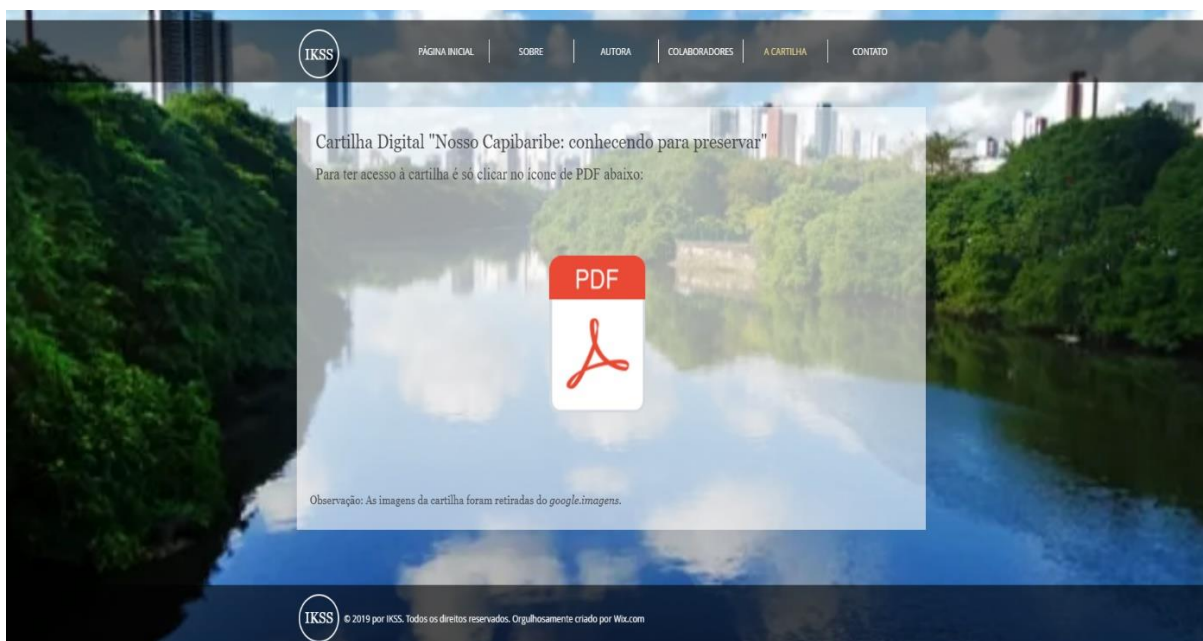 IKSS
PÁGINA INICIAL
SOBRE
AUTORA
COLABORADORES
A CARTILHA
CONTATO
Cartilha Digital "Nosso Capibaribe: conhecendo para preservar"
Para ter acesso à cartilha é só clicar no ícone de PDF abaixo:
PDF
Observação: As imagens da cartilha foram retiradas do google.imagens.
IKSS
© 2019 por IKSS. Todos os direitos reservados. Orgulhosamente criado por Wix.com